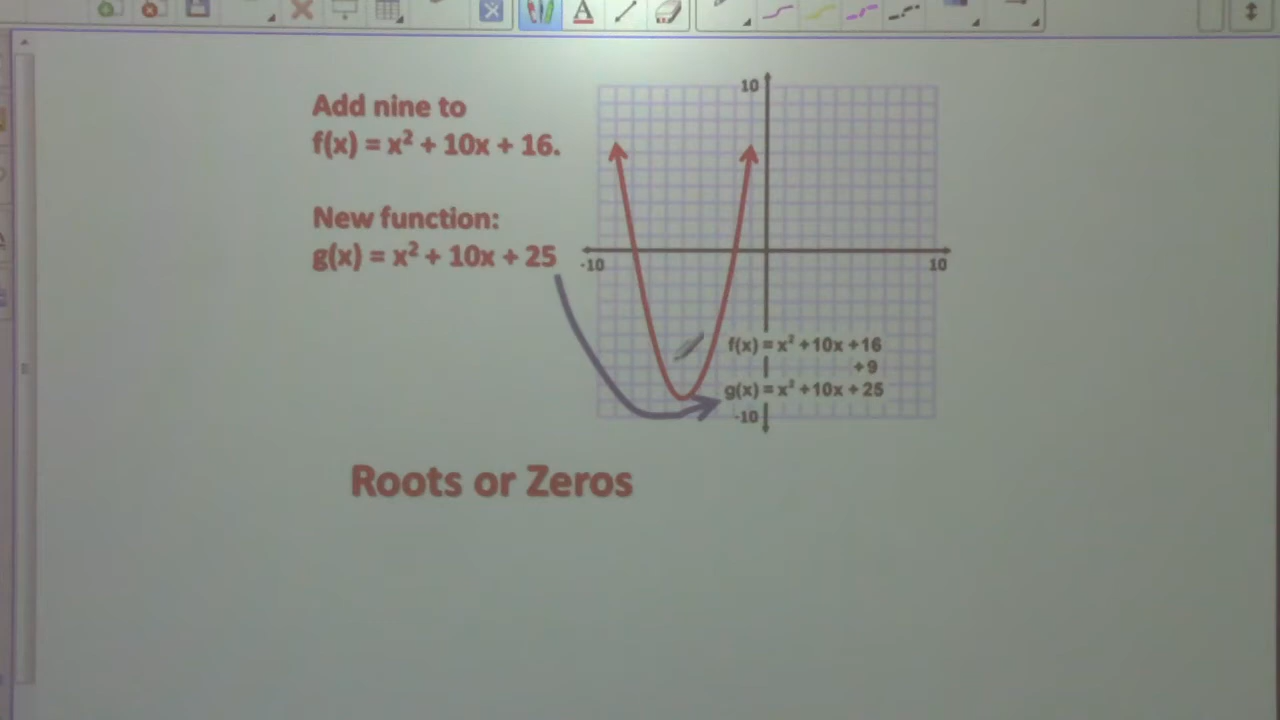 Add nine to
f(x) = x² + 10x + 16.
New function:
g(x) = x² + 10x + 25
10
-10
10
f(x) = x² +10x +16
+9
g(x) = x² +10x + 25
-10
Roots or Zeros
A